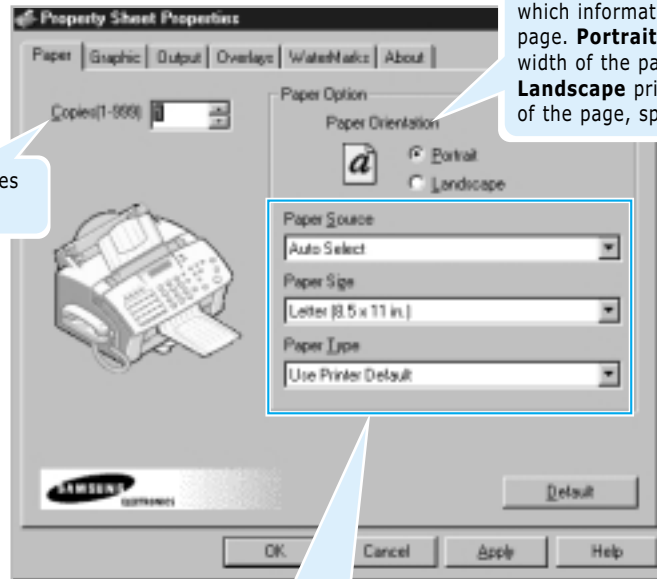 which informat
page. Portrait
width of the pa
Landscape pri
of the page, sp
es
Property Sheet Properties
Paper Graphic Output Overlays WaterMarks About
Copies(1-999) 1
Paper Option
Paper Orientation
a
Portrait
Landscape
Paper Source
Auto Select
Paper Size
Letter (8.5 x 11 in.)
Paper Type
Use Printer Default
SAMSUNG
ELECTRONICS
Default
OK Cancel Apply Help